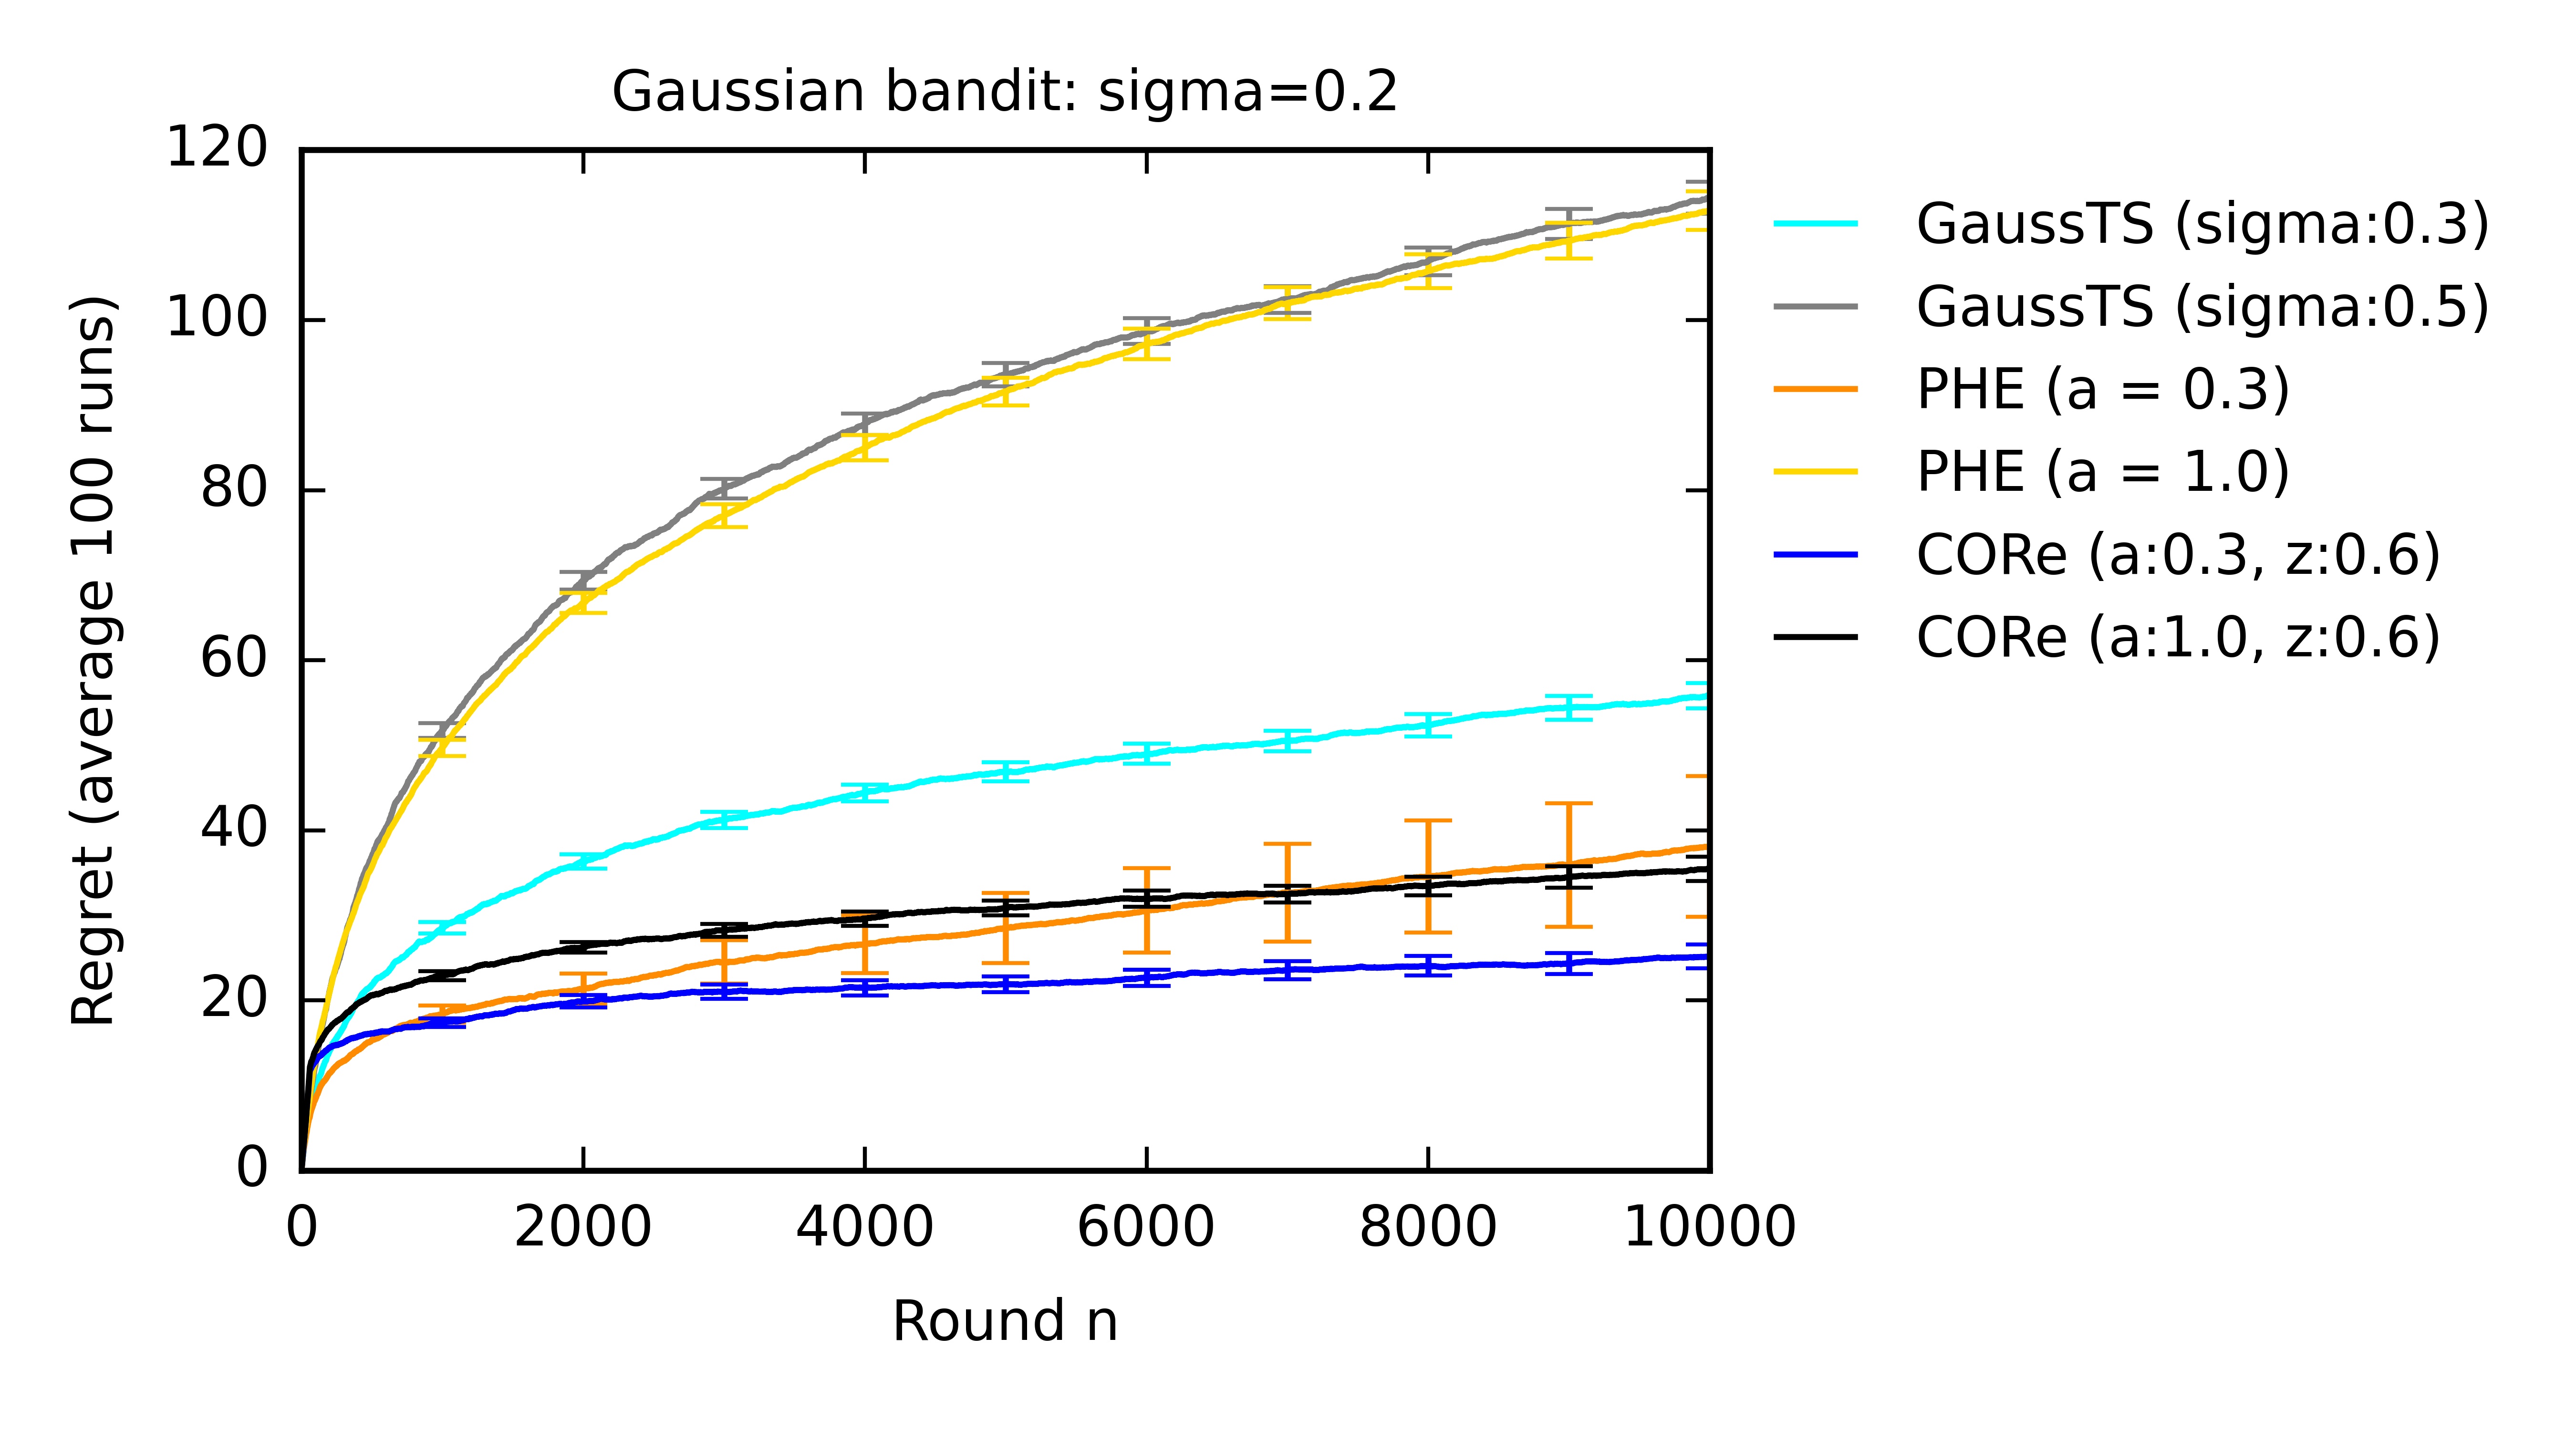 Gaussian bandit: sigma=0.2
120
100
80
60
40
20
0
Regret (average 100 runs)
0 2000 4000 6000 8000 10000
Round n
GaussTS (sigma:0.3)
GaussTS (sigma:0.5)
PHE (a = 0.3)
PHE (a = 1.0)
CORe (a:0.3, z:0.6)
CORe (a:1.0, z:0.6)